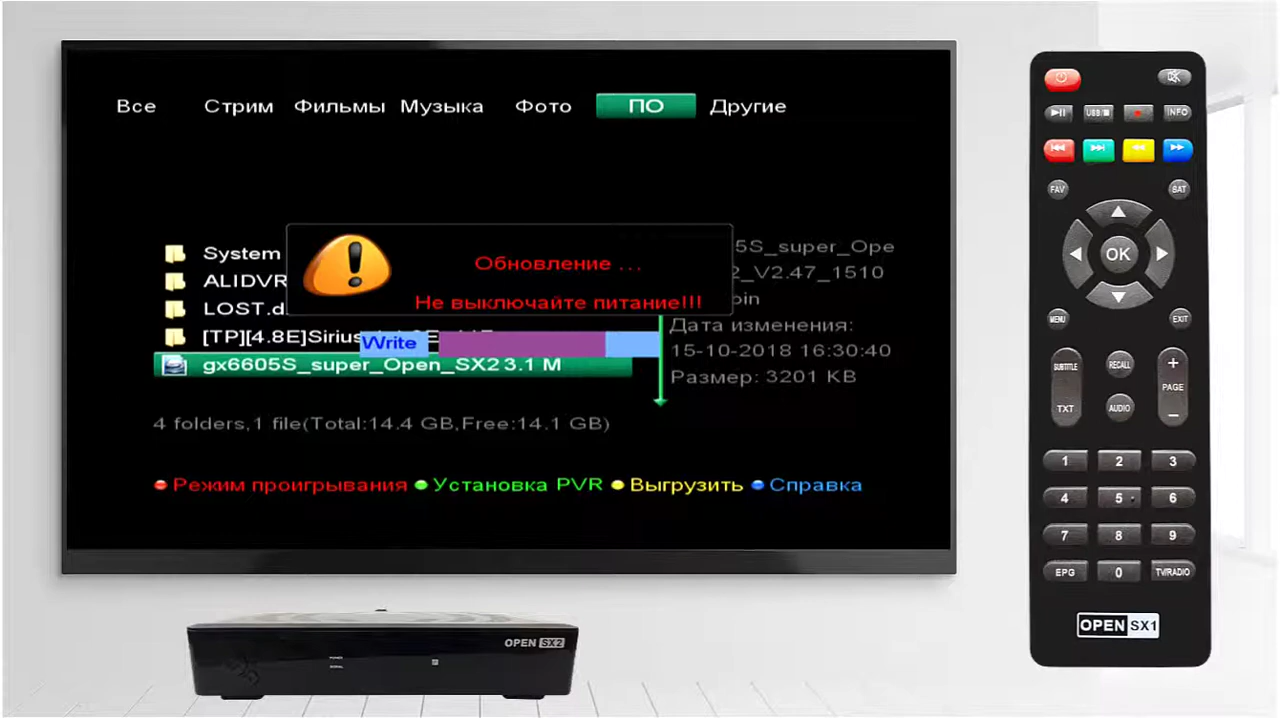 Все Стрим Фильмы Музыка Фото ПО Другие
System
ALIDVR
LOST.d
[TP][4.8E]Sirius
gx6605S_super_Open_SX2 3.1 M
Обновление ...
Не выключайте питание!!!
Write
5S_super_Ope
2_V2.47_1510
oin
Дата изменения:
15-10-2018 16:30:40
Размер: 3201 KB
4 folders,1 file(Total:14.4 GB,Free:14.1 GB)
Режим проигрывания Установка PVR Выгрузить Справка
OPEN SX2
USB INFO
FAV SAT
OK
MENU EXIT
SUBTITLE RECALL +
PAGE
TXT AUDIO −
1 2 3
4 5 6
7 8 9
EPG 0 TV/RADIO
OPEN SX1